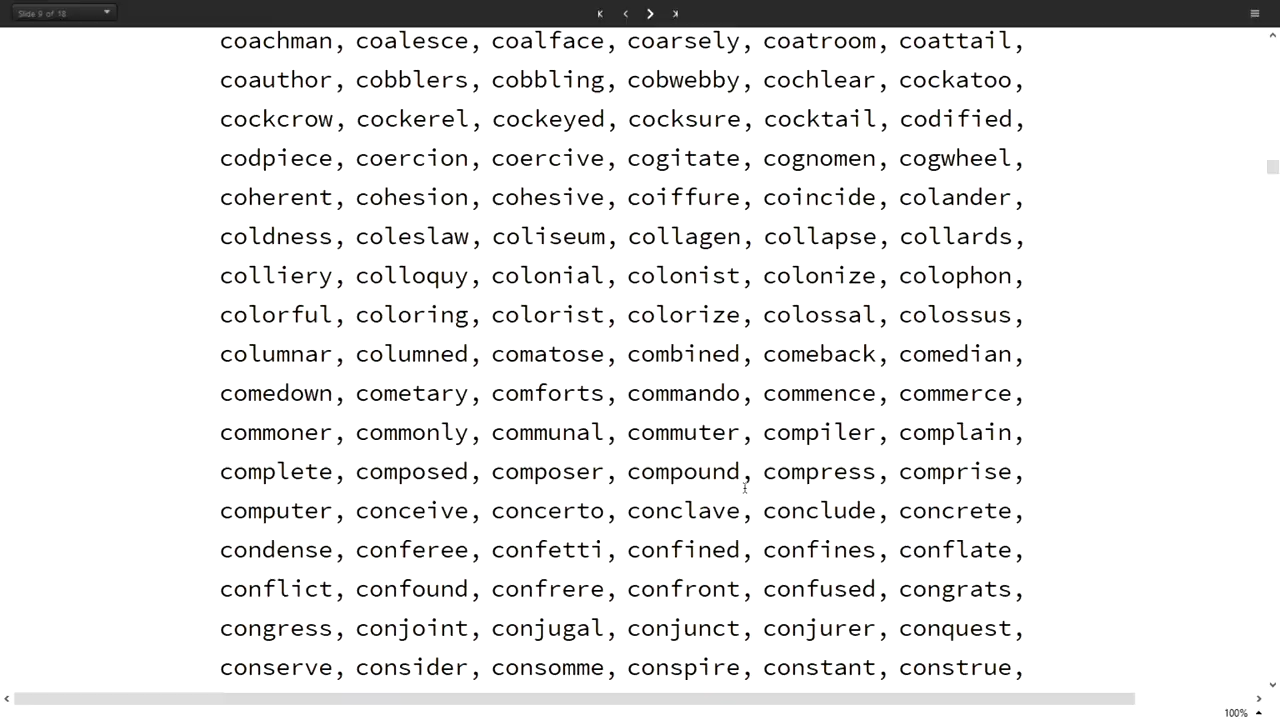 Slide 9 of 18
coachman, coalesce, coalface, coarsely, coatroom, coattail,
coauthor, cobblers, cobbling, cobwebby, cochlear, cockatoo,
cockcrow, cockerel, cockeyed, cocksure, cocktail, codified,
codpiece, coercion, coercive, cogitate, cognomen, cogwheel,
coherent, cohesion, cohesive, coiffure, coincide, colander,
coldness, coleslaw, coliseum, collagen, collapse, collards,
colliery, colloquy, colonial, colonist, colonize, colophon,
colorful, coloring, colorist, colorize, colossal, colossus,
columnar, columned, comatose, combined, comeback, comedian,
comedown, cometary, comforts, commando, commence, commerce,
commoner, commonly, communal, commuter, compiler, complain,
complete, composed, composer, compound, compress, comprise,
computer, conceive, concerto, conclave, conclude, concrete,
condense, conferee, confetti, confined, confines, conflate,
conflict, confound, confrere, confront, confused, congrats,
congress, conjoint, conjugal, conjunct, conjurer, conquest,
conserve, consider, consomme, conspire, constant, construe,
100%